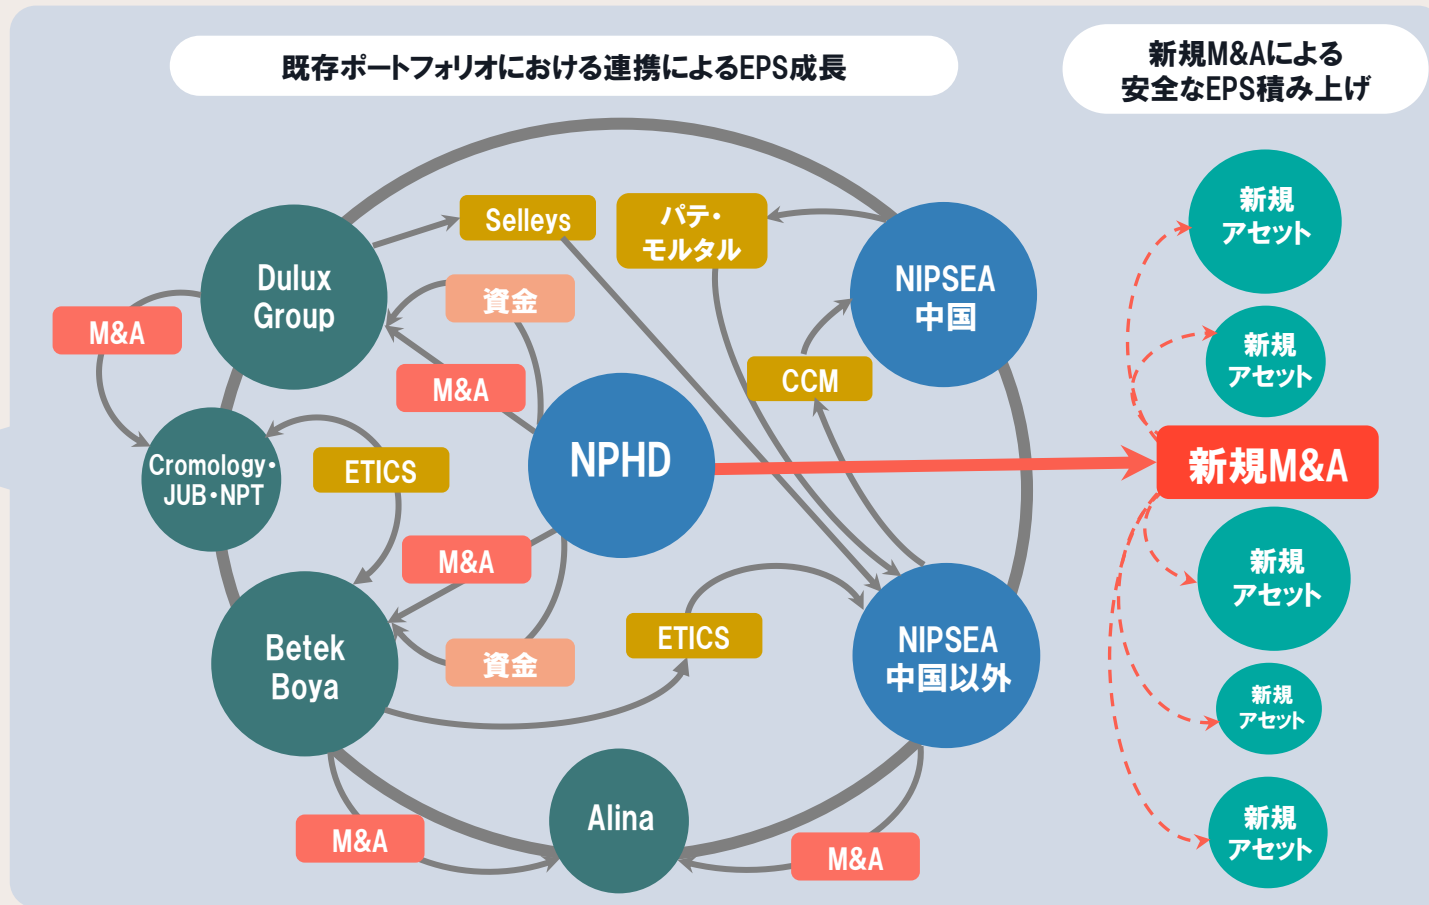 既存ポートフォリオにおける連携によるEPS成長
新規M&Aによる
安全なEPS積み上げ
Dulux
Group
Selleys
パテ・
モルタル
NIPSEA
中国
資金
M&A
M&A
CCM
Cromology・
JUB・NPT
ETICS
NPHD
M&A
資金
Betek
Boya
ETICS
NIPSEA
中国以外
Alina
M&A
M&A
新規
アセット
新規
アセット
新規M&A
新規
アセット
新規
アセット
新規
アセット